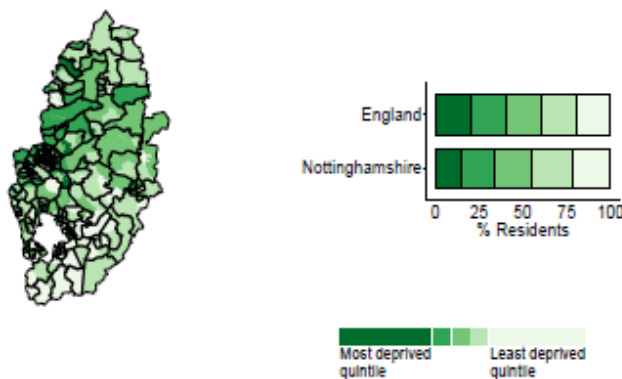 England
Nottinghamshire
0 25 50 75 100
% Residents
Most deprived quintile
Least deprived quintile